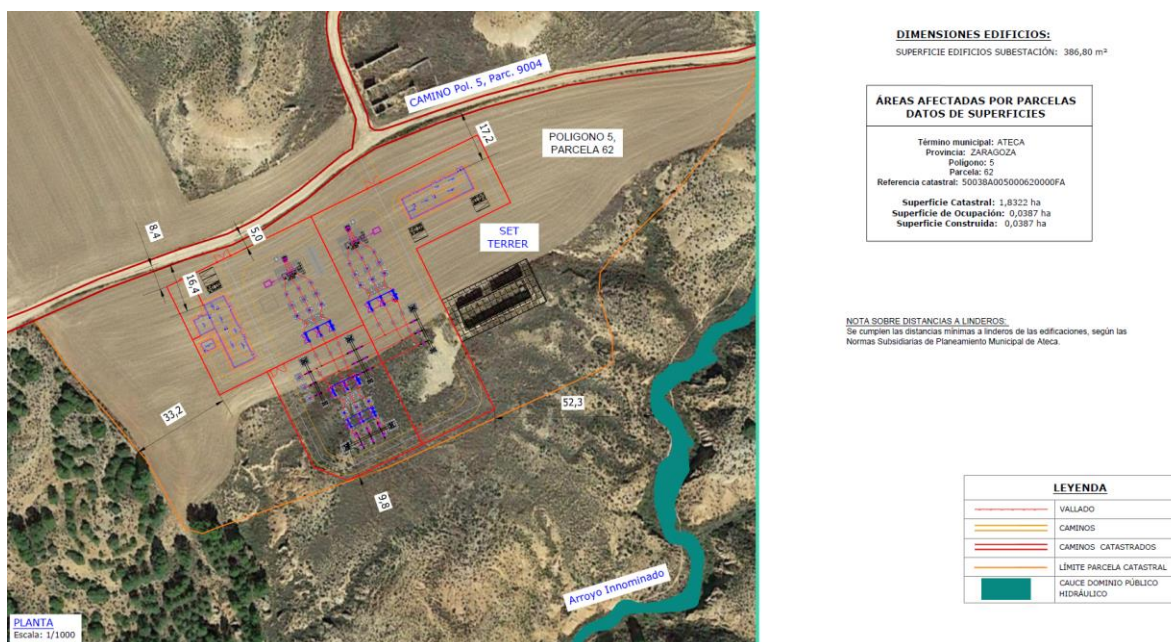 CAMINO Pol. 5, Parc. 9004
17,2
POLIGONO 5,
PARCELA 62
8,4
5,0
SET
TERRER
16,4
33,2
52,3
9,8
Arroyo Innominado
PLANTA
Escala: 1/1000
DIMENSIONES EDIFICIOS:
SUPERFICIE EDIFICIOS SUBESTACIÓN: 386,80 m²
ÁREAS AFECTADAS POR PARCELAS
DATOS DE SUPERFICIES
Término municipal: ATECA
Provincia: ZARAGOZA
Polígono: 5
Parcela: 62
Referencia catastral: 50038A005000620000FA
Superficie Catastral: 1,8322 ha
Superficie de Ocupación: 0,0387 ha
Superficie Construida: 0,0387 ha
NOTA SOBRE DISTANCIAS A LINDEROS:
Se cumplen las distancias mínimas a linderos de las edificaciones, según las
Normas Subsidiarias de Planeamiento Municipal de Ateca.
LEYENDA
VALLADO
CAMINOS
CAMINOS CATASTRADOS
LÍMITE PARCELA CATASTRAL
CAUCE DOMINIO PÚBLICO
HIDRÁULICO